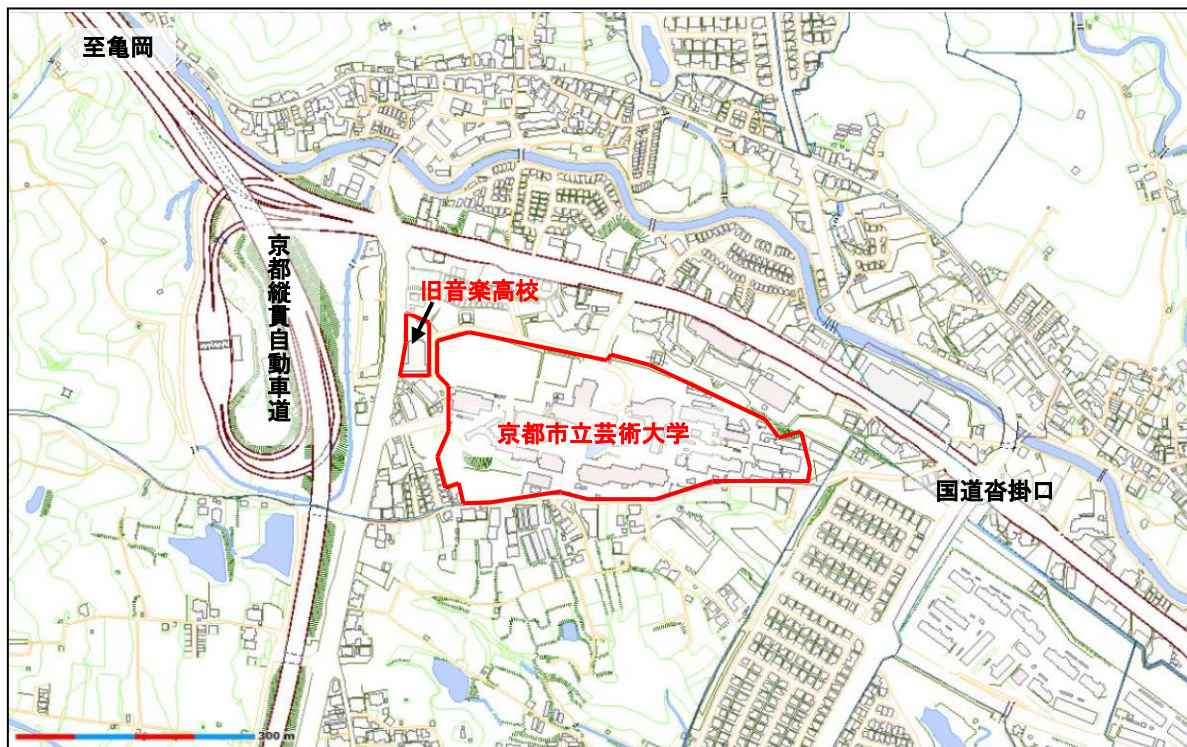 至亀岡
京都縦貫自動車道
旧音楽高校
京都市立芸術大学
国道沓掛口
300 m